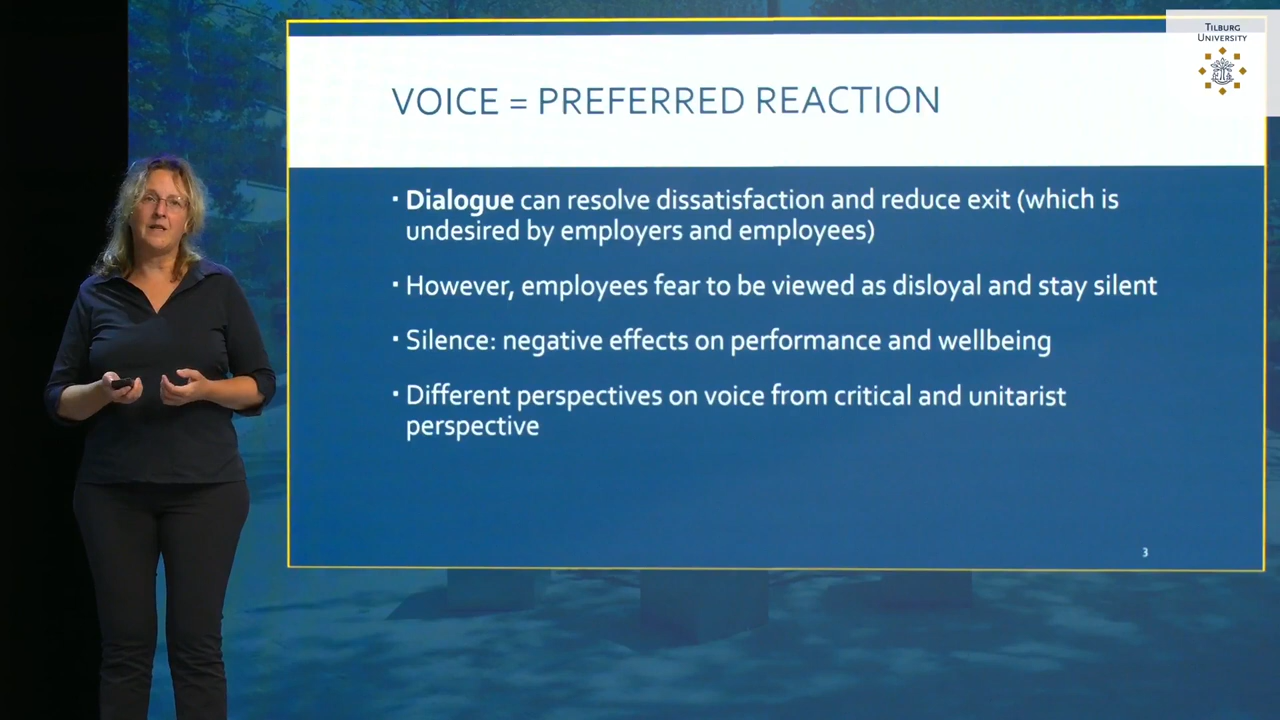 TILBURG
UNIVERSITY
VOICE = PREFERRED REACTION
▪ Dialogue can resolve dissatisfaction and reduce exit (which is
undesired by employers and employees)
▪ However, employees fear to be viewed as disloyal and stay silent
▪ Silence: negative effects on performance and wellbeing
▪ Different perspectives on voice from critical and unitarist
perspective
3